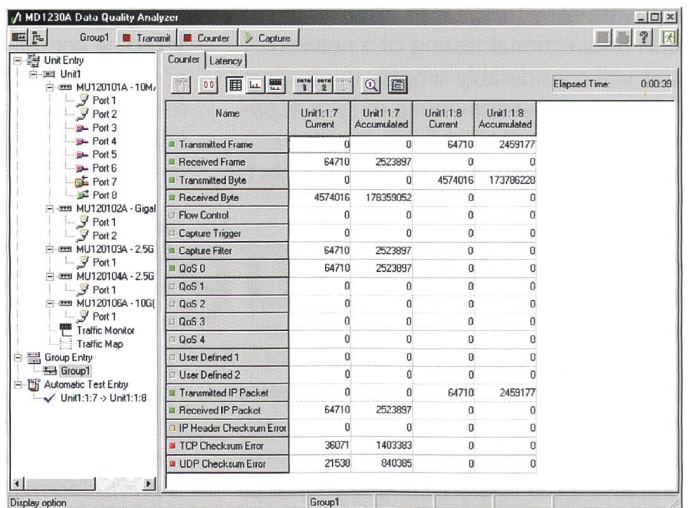 MD1230A Data Quality Analyzer
Group1 Transmit Counter Capture
Unit Entry
Unit1
MU120101A - 10M/
Port 1
Port 2
Port 3
Port 4
Port 5
Port 6
Port 7
Port 8
MU120102A - Gigal
Port 1
Port 2
MU120103A - 2.5G
Port 1
MU120104A - 2.5G
Port 1
MU120106A - 10G(
Port 1
Traffic Monitor
Traffic Map
Group Entry
Group1
Automatic Test Entry
Unit1:1:7 -> Unit1:1:8
Counter Latency
Elapsed Time: 0:00:39
Name Unit1:1:7 Current Unit1:1:7 Accumulated Unit1:1:8 Current Unit1:1:8 Accumulated
Transmitted Frame 0 0 64710 2459177
Received Frame 64710 2523897 0 0
Transmitted Byte 0 0 4574016 173786228
Received Byte 4574016 178359052 0 0
Flow Control 0 0 0 0
Capture Trigger 0 0 0 0
Capture Filter 64710 2523897 0 0
QoS 0 64710 2523897 0 0
QoS 1 0 0 0 0
QoS 2 0 0 0 0
QoS 3 0 0 0 0
QoS 4 0 0 0 0
User Defined 1 0 0 0 0
User Defined 2 0 0 0 0
Transmitted IP Packet 0 0 64710 2459177
Received IP Packet 64710 2523897 0 0
IP Header Checksum Error 0 0 0 0
TCP Checksum Error 36071 1403383 0 0
UDP Checksum Error 21538 840385 0 0
Display option Group1